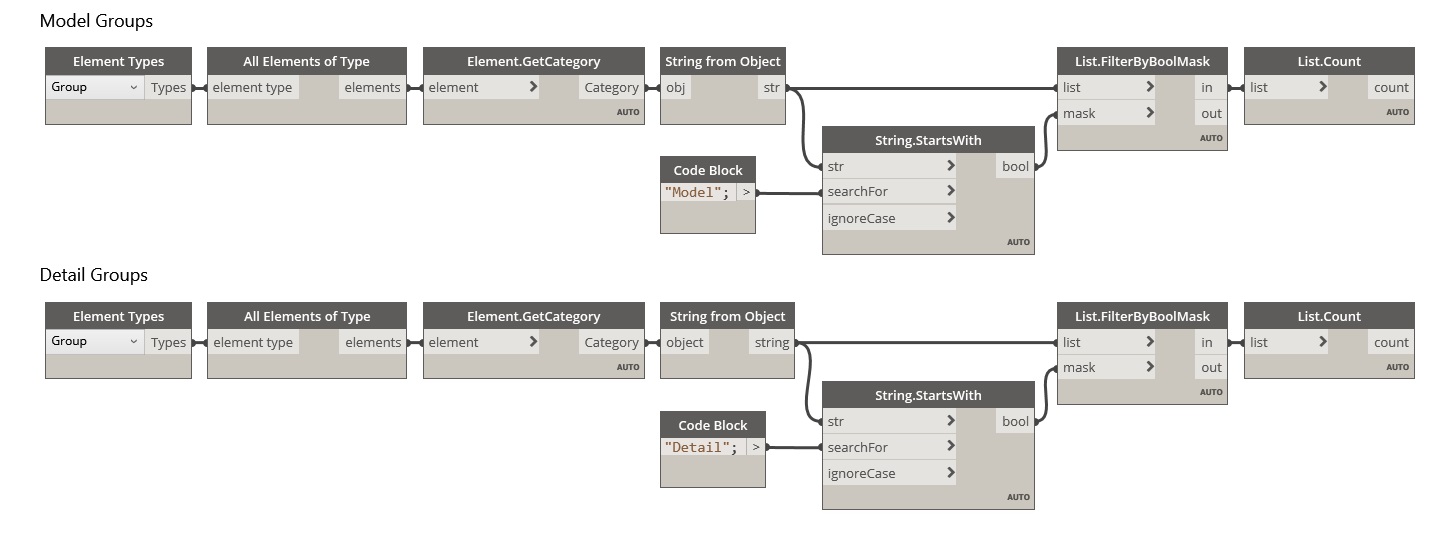 Model Groups
Element Types
Group
Types
All Elements of Type
element type
elements
Element.GetCategory
element >
Category
AUTO
String from Object
obj
str
List.FilterByBoolMask
list >
in
mask >
out
AUTO
List.Count
list >
count
AUTO
Code Block
"Model"; >
String.StartsWith
str >
bool
searchFor >
ignoreCase >
AUTO
Detail Groups
Element Types
Group
Types
All Elements of Type
element type
elements
Element.GetCategory
element >
Category
AUTO
String from Object
object
string
List.FilterByBoolMask
list >
in
mask >
out
AUTO
List.Count
list >
count
AUTO
Code Block
"Detail"; >
String.StartsWith
str >
bool
searchFor >
ignoreCase >
AUTO